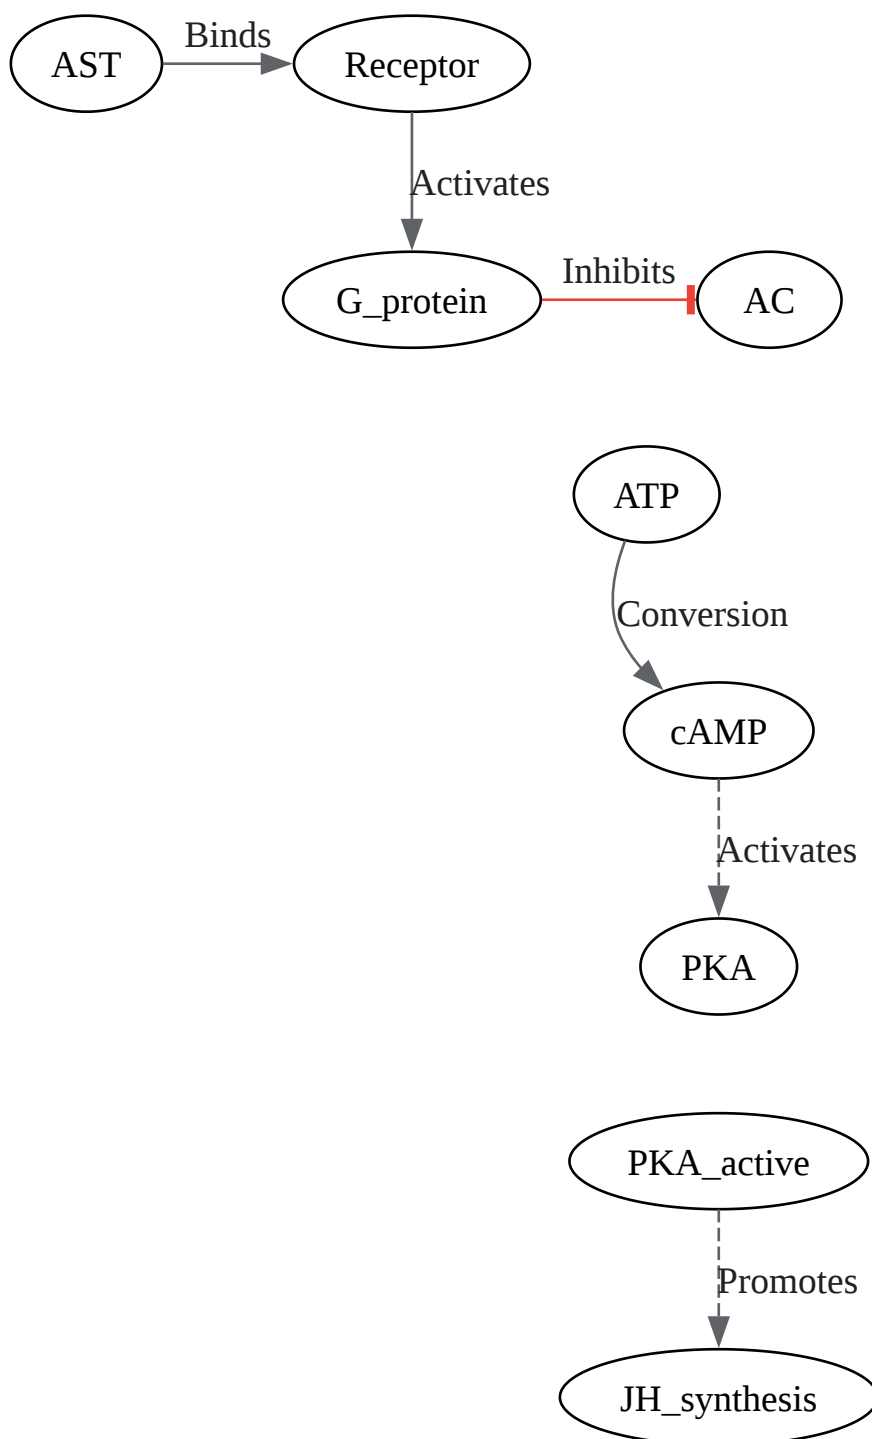 AST
Binds
Receptor
Activates
G_protein
Inhibits
AC
ATP
Conversion
cAMP
Activates
PKA
PKA_active
Promotes
JH_synthesis